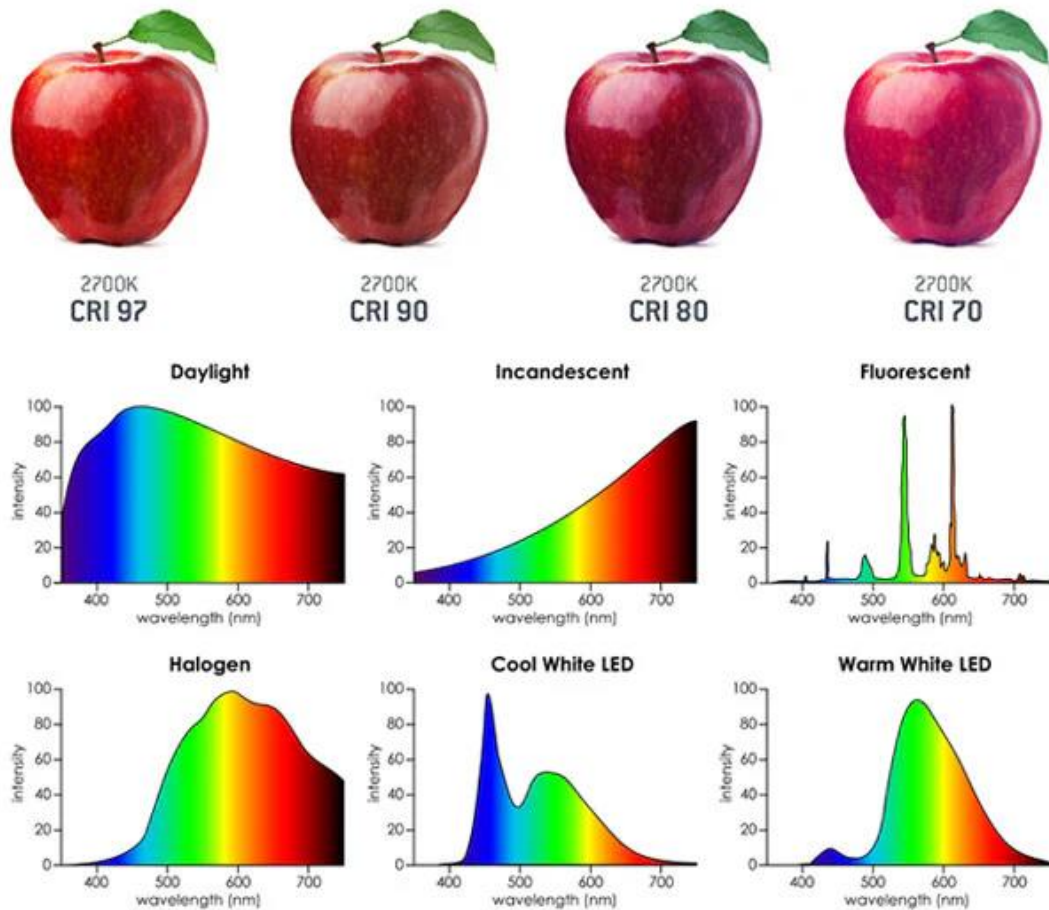 2700K 2700K 2700K 2700K
CRI 97 CRI 90 CRI 80 CRI 70
Daylight Incandescent Fluorescent
100 100 100
80 80 80
60 60 60
40 40 40
20 20 20
0 0 0
intensity intensity intensity
400 500 600 700 400 500 600 700 400 500 600 700
wavelength (nm) wavelength (nm) wavelength (nm)
Halogen Cool White LED Warm White LED
100 100 100
80 80 80
60 60 60
40 40 40
20 20 20
0 0 0
intensity intensity intensity
400 500 600 700 400 500 600 700 400 500 600 700
wavelength (nm) wavelength (nm) wavelength (nm)